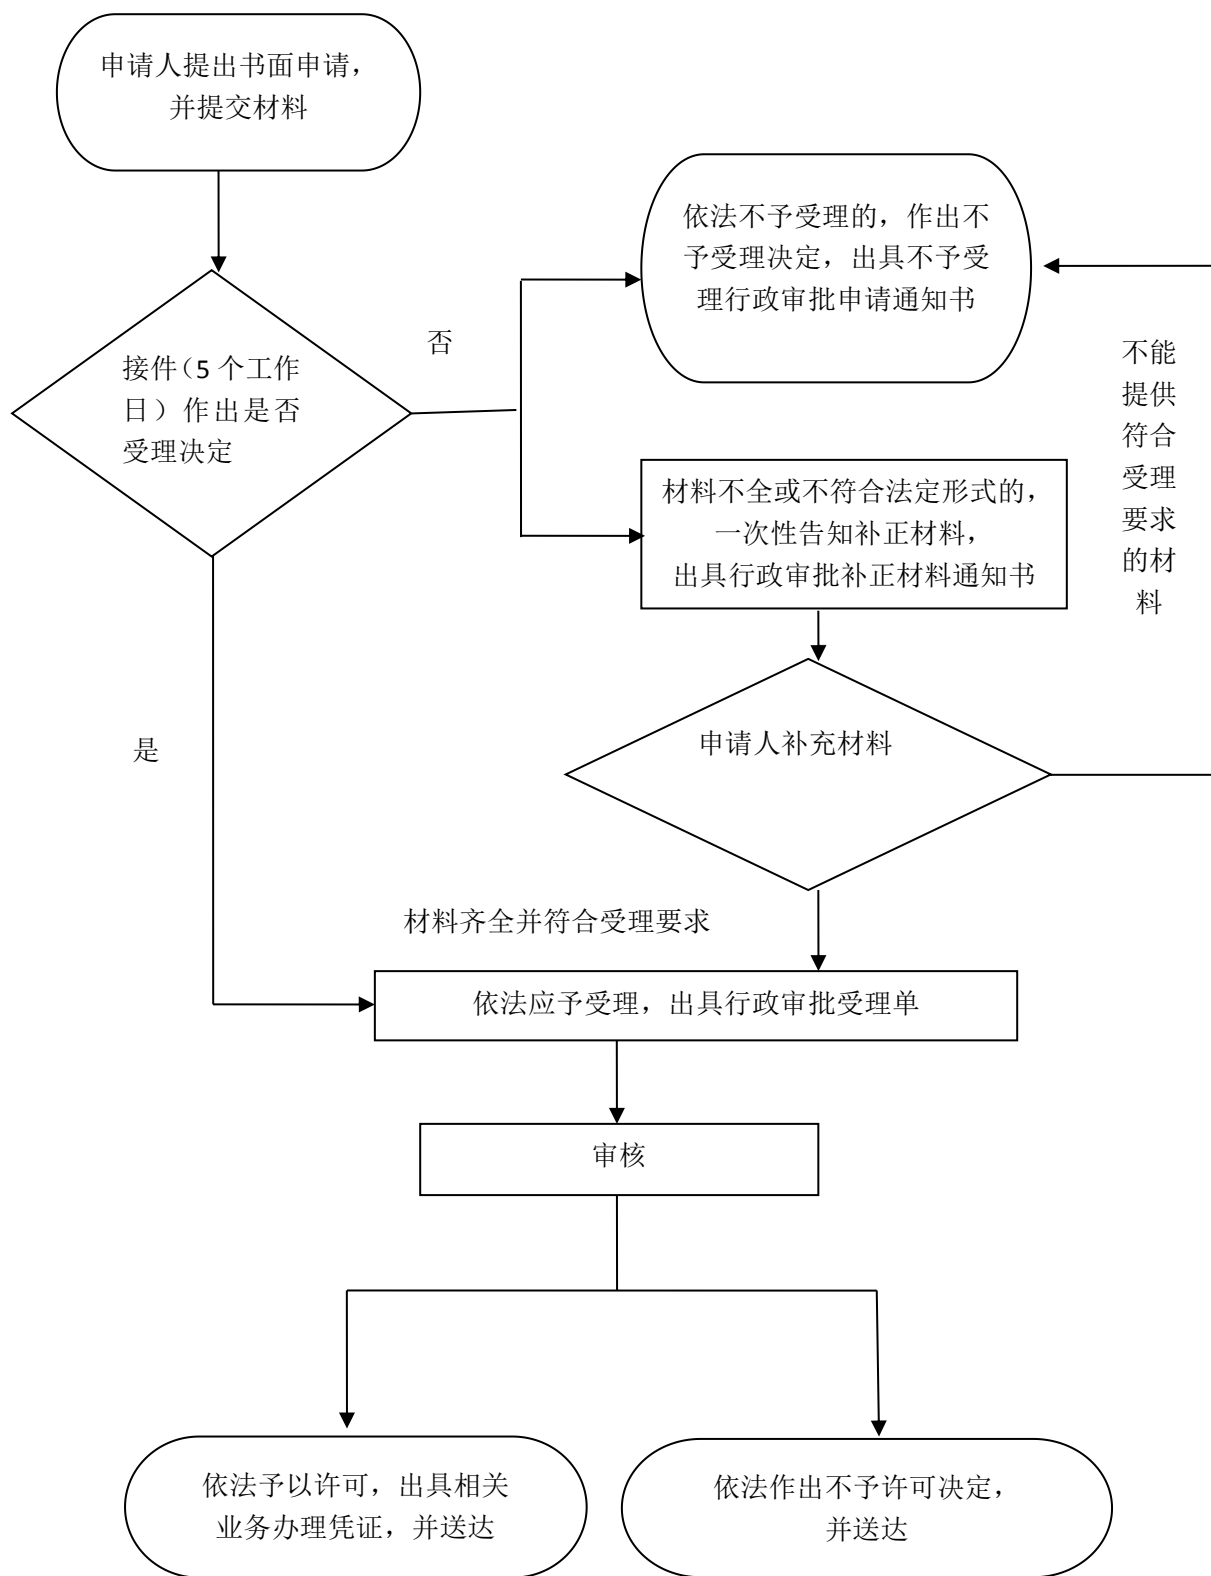 申请人提出书面申请，
并提交材料
依法不予受理的，作出不
予受理决定，出具不予受
理行政审批申请通知书
否
接件（5 个工作
日）作出是否
受理决定
不能
提供
符合
受理
要求
的材
料
材料不全或不符合法定形式的，
一次性告知补正材料，
出具行政审批补正材料通知书
申请人补充材料
是
材料齐全并符合受理要求
依法应予受理，出具行政审批受理单
审核
依法予以许可，出具相关
业务办理凭证，并送达
依法作出不予许可决定，
并送达